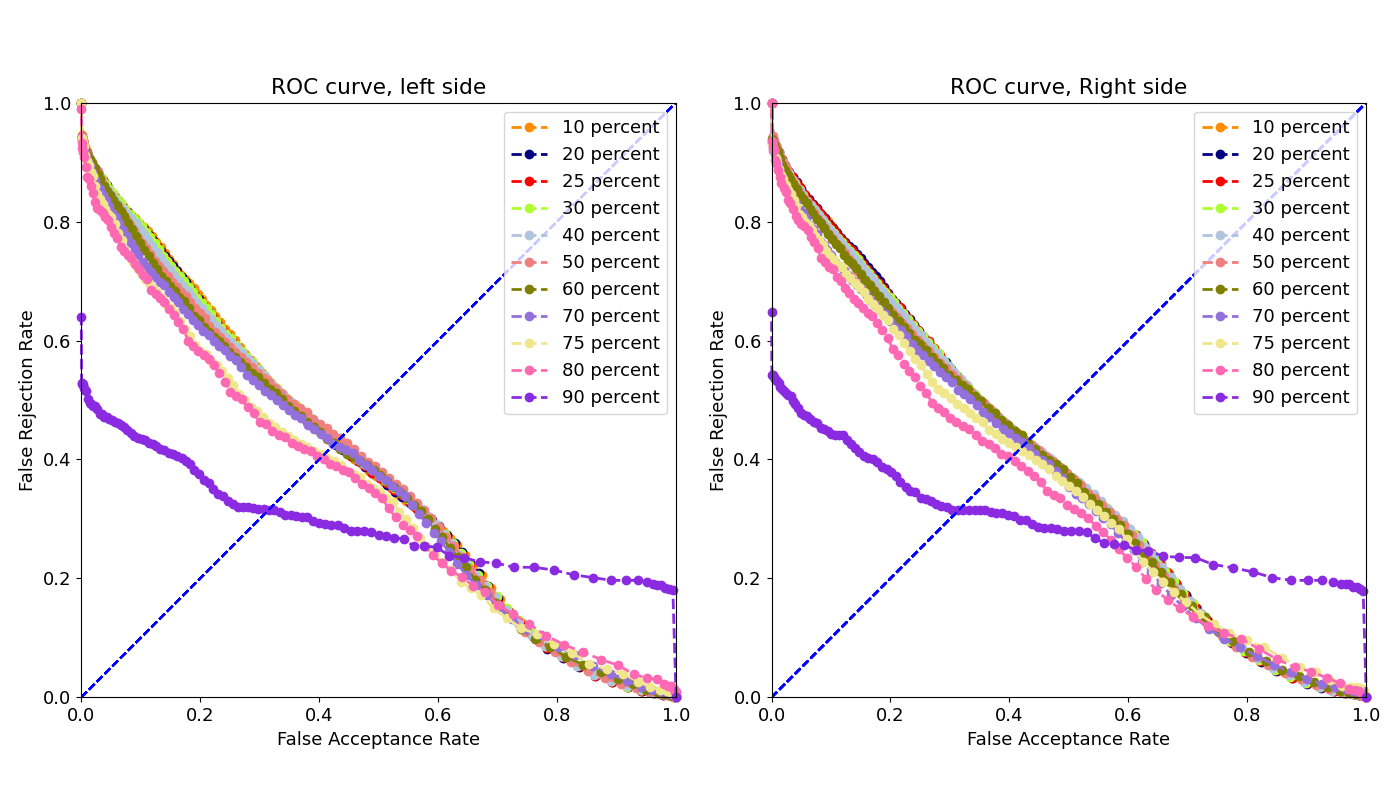 ROC curve, left side
1.0
0.8
0.6
0.4
0.2
0.0
False Rejection Rate
10 percent
20 percent
25 percent
30 percent
40 percent
50 percent
60 percent
70 percent
75 percent
80 percent
90 percent
0.0 0.2 0.4 0.6 0.8 1.0
False Acceptance Rate
ROC curve, Right side
1.0
0.8
0.6
0.4
0.2
0.0
False Rejection Rate
10 percent
20 percent
25 percent
30 percent
40 percent
50 percent
60 percent
70 percent
75 percent
80 percent
90 percent
0.0 0.2 0.4 0.6 0.8 1.0
False Acceptance Rate